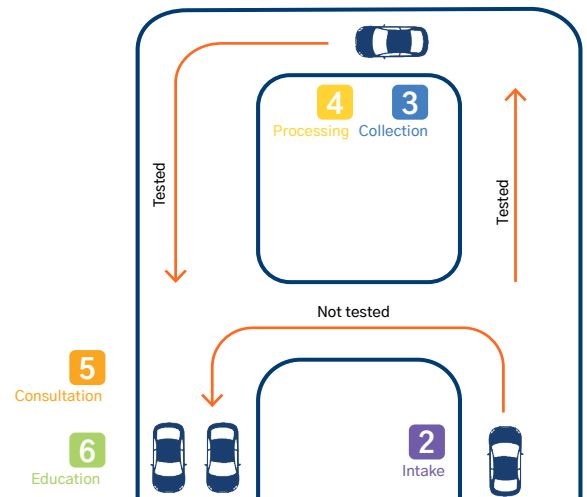 4
Processing
3
Collection
Tested
Tested
Not tested
5
Consultation
6
Education
2
Intake